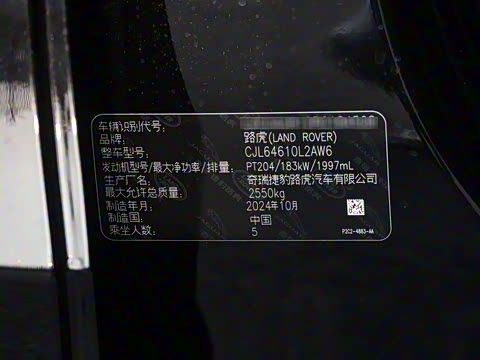 车辆识别代号:
品牌: 路虎(LAND ROVER)
整车型号: CJL64610L2AW6
发动机型号/最大净功率/排量: PT204/183kW/1997mL
生产厂名: 奇瑞捷豹路虎汽车有限公司
最大允许总质量: 2550kg
制造年月: 2024年10月
制造国: 中国
乘坐人数: 5
P2C2-4883-AA